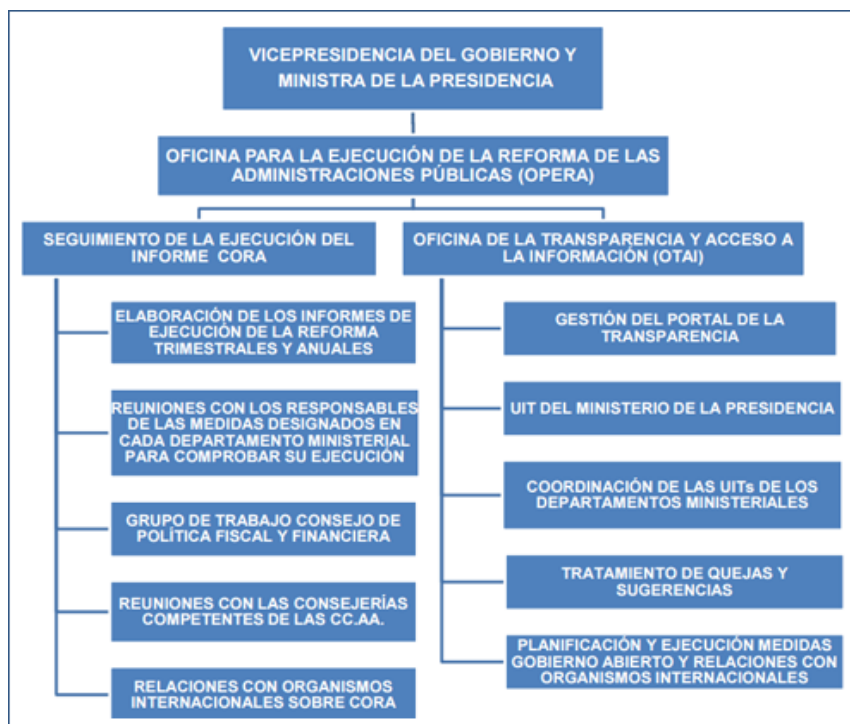 VICEPRESIDENCIA DEL GOBIERNO Y
MINISTRA DE LA PRESIDENCIA
OFICINA PARA LA EJECUCIÓN DE LA REFORMA DE LAS
ADMINISTRACIONES PÚBLICAS (OPERA)
SEGUIMIENTO DE LA EJECUCIÓN DEL
INFORME CORA
ELABORACIÓN DE LOS INFORMES DE
EJECUCIÓN DE LA REFORMA
TRIMESTRALES Y ANUALES
REUNIONES CON LOS RESPONSABLES
DE LAS MEDIDAS DESIGNADOS EN
CADA DEPARTAMENTO MINISTERIAL
PARA COMPROBAR SU EJECUCIÓN
GRUPO DE TRABAJO CONSEJO DE
POLÍTICA FISCAL Y FINANCIERA
REUNIONES CON LAS CONSEJERÍAS
COMPETENTES DE LAS CC.AA.
RELACIONES CON ORGANISMOS
INTERNACIONALES SOBRE CORA
OFICINA DE LA TRANSPARENCIA Y ACCESO A
LA INFORMACIÓN (OTAI)
GESTIÓN DEL PORTAL DE LA
TRANSPARENCIA
UIT DEL MINISTERIO DE LA PRESIDENCIA
COORDINACIÓN DE LAS UITs DE LOS
DEPARTAMENTOS MINISTERIALES
TRATAMIENTO DE QUEJAS Y
SUGERENCIAS
PLANIFICACIÓN Y EJECUCIÓN MEDIDAS
GOBIERNO ABIERTO Y RELACIONES CON
ORGANISMOS INTERNACIONALES